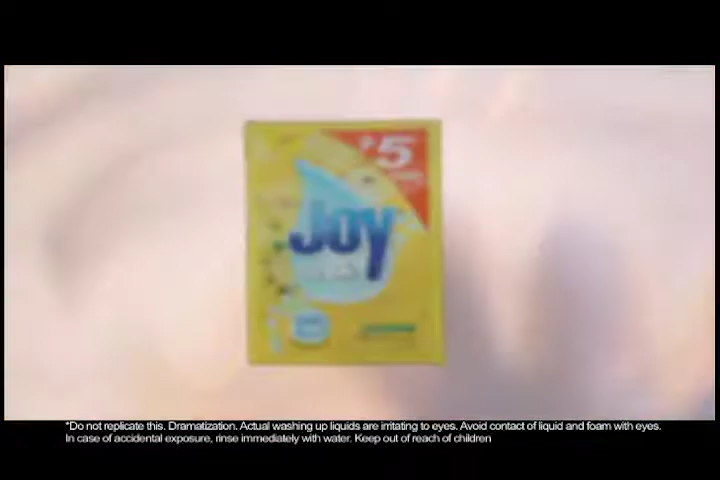 5
Joy
*Do not replicate this. Dramatization. Actual washing up liquids are irritating to eyes. Avoid contact of liquid and foam with eyes.
In case of accidental exposure, rinse immediately with water. Keep out of reach of children